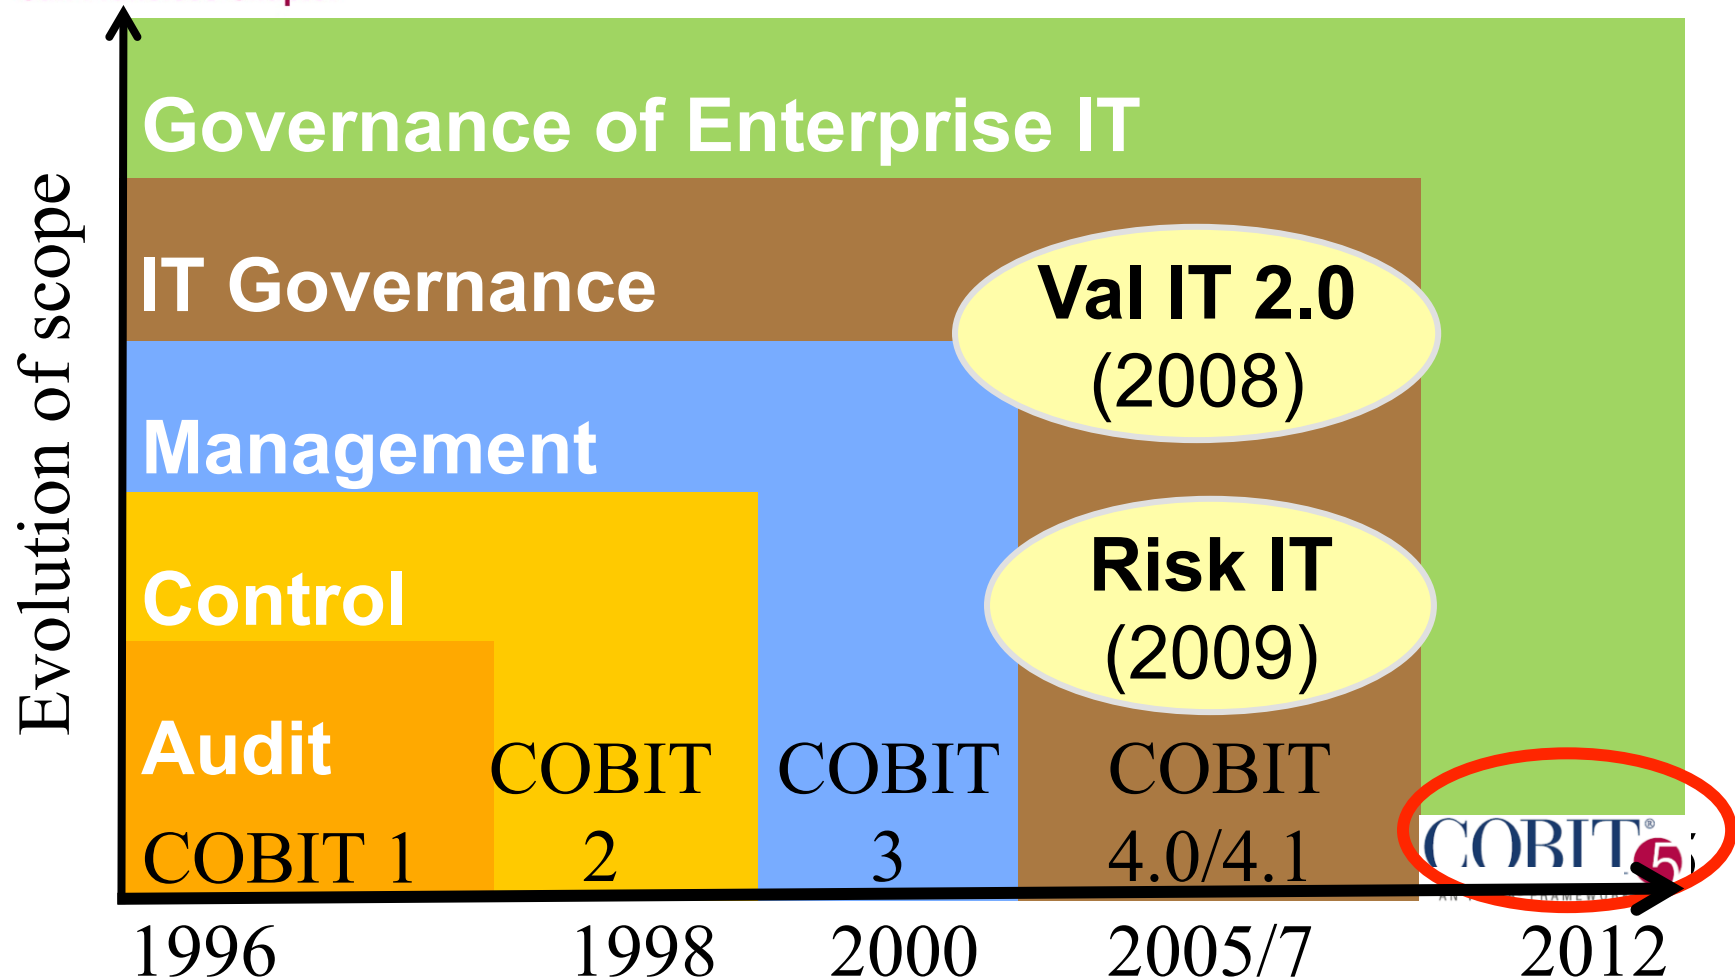 Governance of Enterprise IT
IT Governance
Val IT 2.0
(2008)
Management
Risk IT
(2009)
Control
Audit
Evolution of scope
COBIT 1
COBIT
2
COBIT
3
COBIT
4.0/4.1
COBIT® 5
1996
1998
2000
2005/7
2012